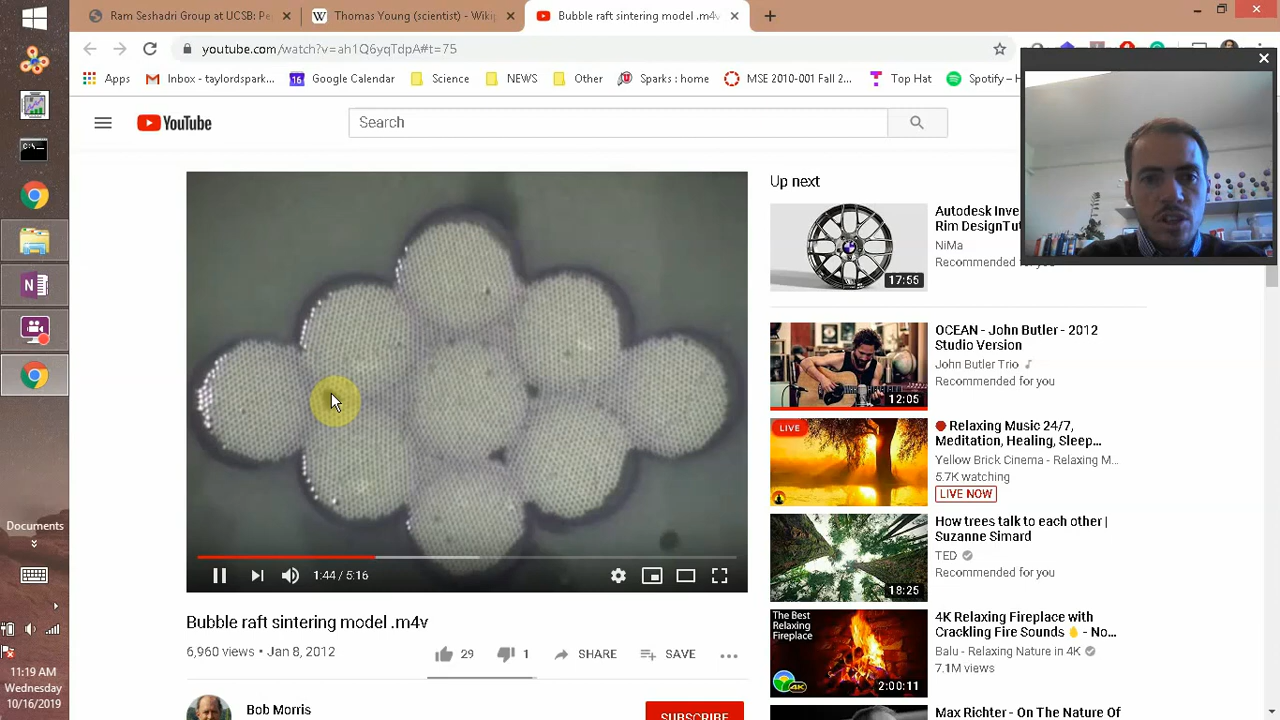 Ram Seshadri Group at UCSB: Pe
Thomas Young (scientist) - Wiki
Bubble raft sintering model .m4v
youtube.com/watch?v=ah1Q6yqTdpA#t=75
Apps
Inbox - taylordspark...
16
Google Calendar
Science
NEWS
Other
Sparks : home
MSE 2010-001 Fall 2...
Top Hat
Spotify – H
YouTube
Search
Up next
Autodesk Inve
Rim DesignTut
NiMa
Recommended for you
17:55
OCEAN - John Butler - 2012
Studio Version
John Butler Trio
Recommended for you
12:05
LIVE
Relaxing Music 24/7,
Meditation, Healing, Sleep...
Yellow Brick Cinema - Relaxing M...
5.7K watching
LIVE NOW
How trees talk to each other |
Suzanne Simard
TED
Recommended for you
18:25
The Best
Relaxing
Fireplace
4K
2:00:11
4K Relaxing Fireplace with
Crackling Fire Sounds - No...
Balu - Relaxing Nature in 4K
7.1M views
Max Richter - On The Nature Of
1:44 / 5:16
Bubble raft sintering model .m4v
6,960 views • Jan 8, 2012
29
1
SHARE
SAVE
Bob Morris
SUBSCRIBE
Documents
11:19 AM
Wednesday
10/16/2019